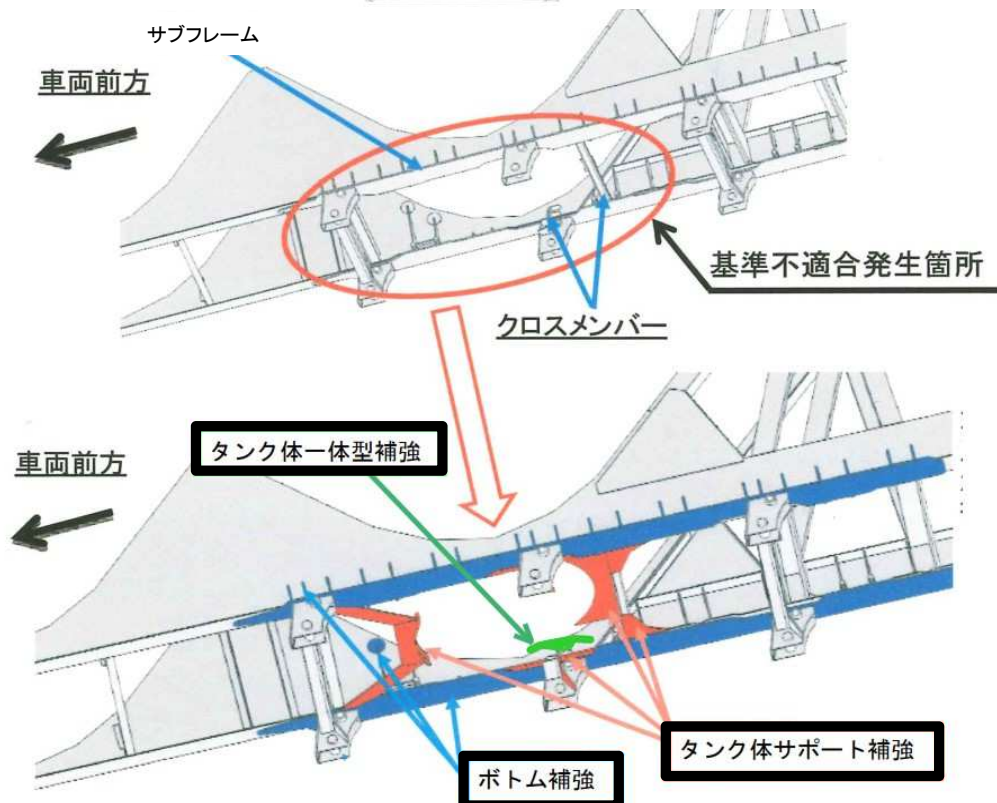 サブフレーム
車両前方
基準不適合発生箇所
クロスメンバー
タンク体一体型補強
車両前方
タンク体サポート補強
ボトム補強